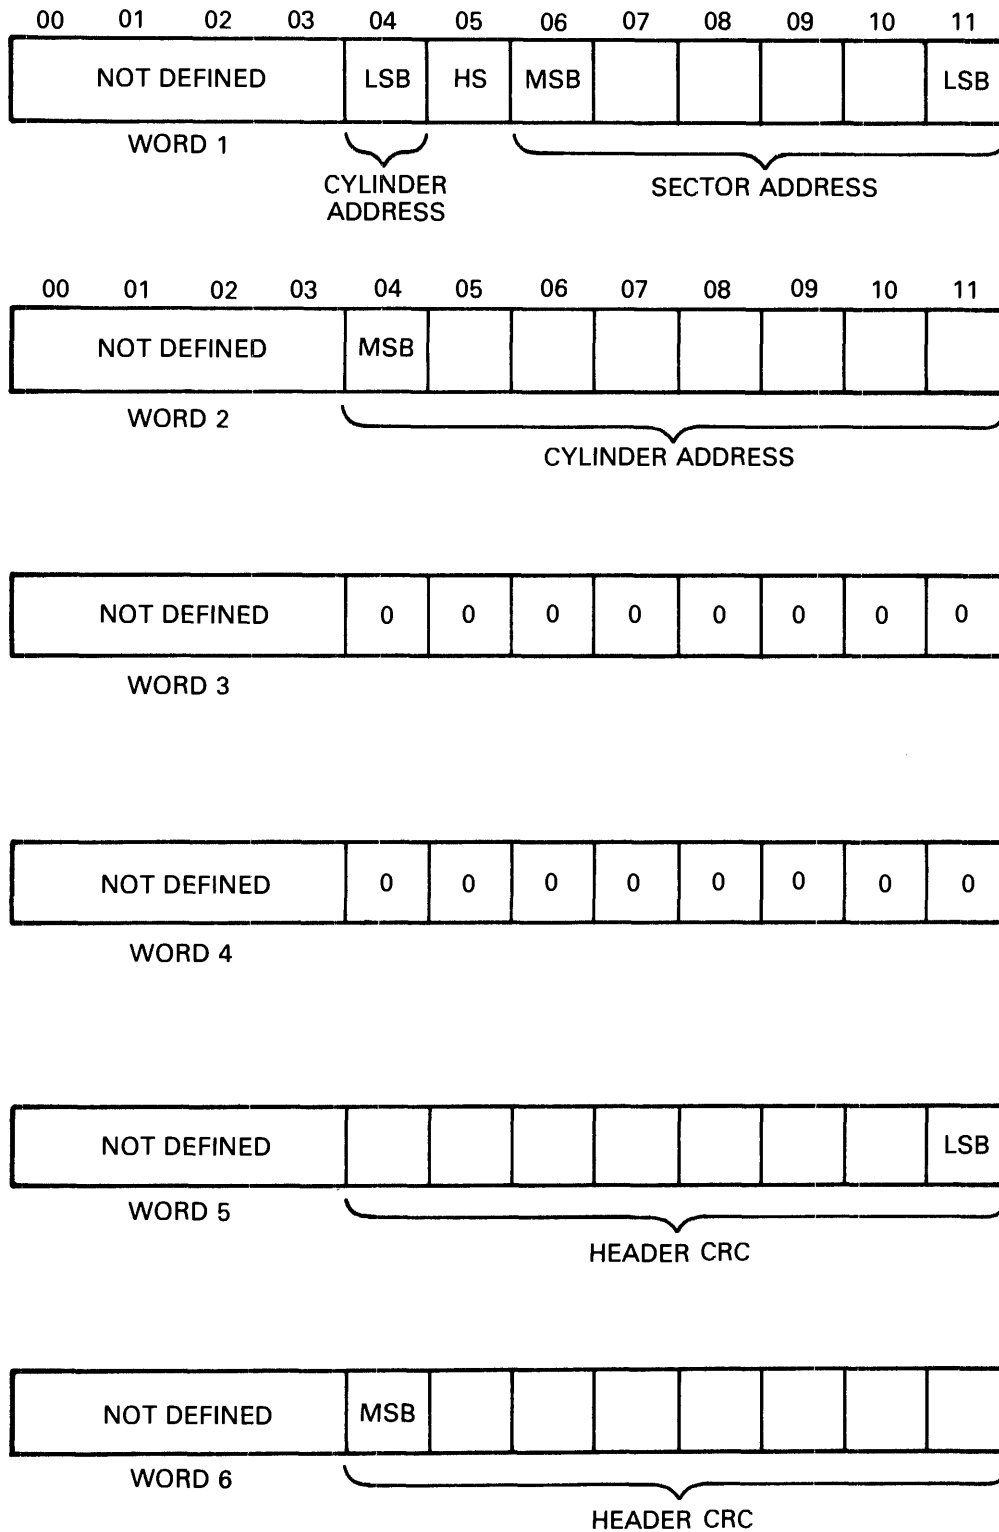 00 01 02 03 04 05 06 07 08 09 10 11
NOT DEFINED LSB HS MSB LSB
WORD 1
CYLINDER ADDRESS SECTOR ADDRESS
00 01 02 03 04 05 06 07 08 09 10 11
NOT DEFINED MSB
WORD 2
CYLINDER ADDRESS
NOT DEFINED 0 0 0 0 0 0 0 0
WORD 3
NOT DEFINED 0 0 0 0 0 0 0 0
WORD 4
NOT DEFINED LSB
WORD 5
HEADER CRC
NOT DEFINED MSB
WORD 6
HEADER CRC